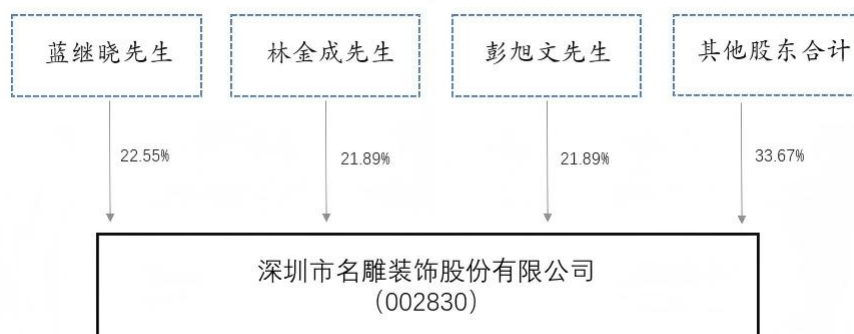 蓝继晓先生
林金成先生
彭旭文先生
其他股东合计
22.55%
21.89%
21.89%
33.67%
深圳市名雕装饰股份有限公司
（002830）